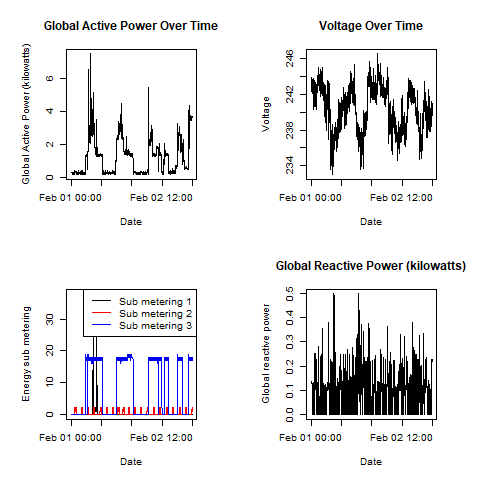 Global Active Power Over Time
Global Active Power (kilowatts)
6
4
2
0
Feb 01 00:00 Feb 02 12:00
Date
Voltage Over Time
Voltage
246
242
238
234
Feb 01 00:00 Feb 02 12:00
Date
Energy sub metering
30
20
10
0
Sub metering 1
Sub metering 2
Sub metering 3
Feb 01 00:00 Feb 02 12:00
Date
Global Reactive Power (kilowatts)
Global reactive power
0.5
0.4
0.3
0.2
0.1
0.0
Feb 01 00:00 Feb 02 12:00
Date